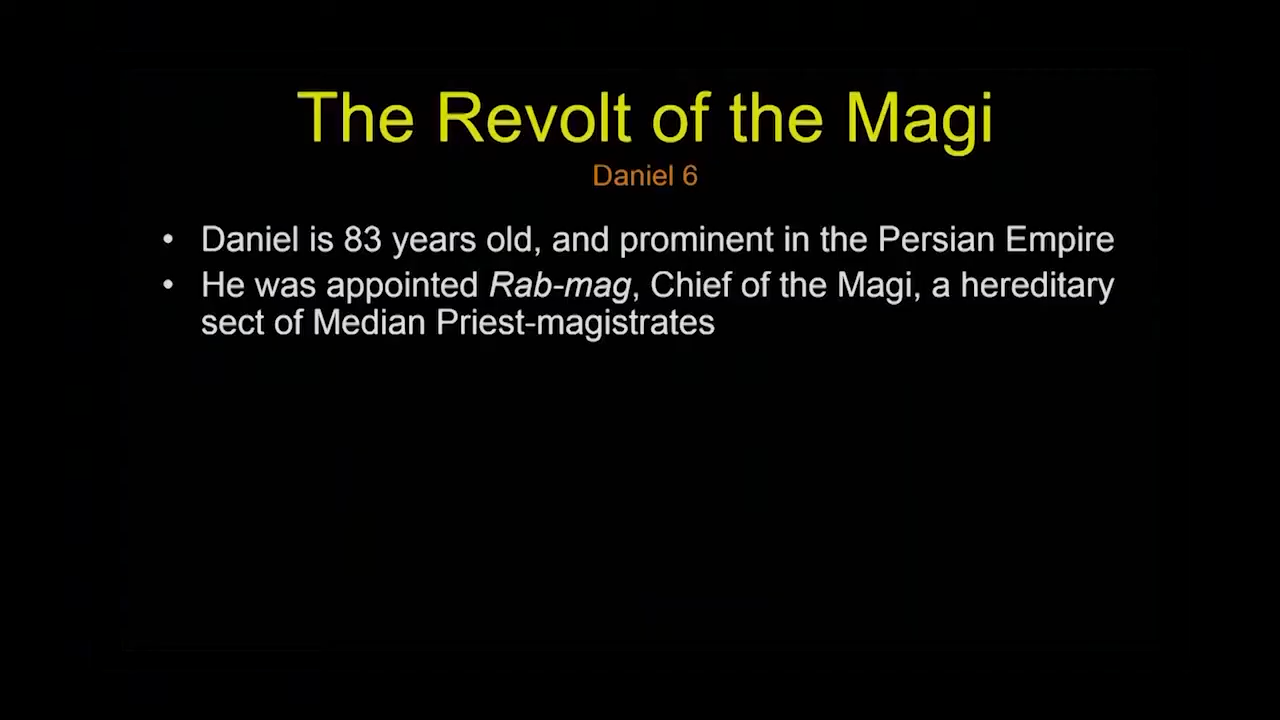 The Revolt of the Magi
Daniel 6
• Daniel is 83 years old, and prominent in the Persian Empire
• He was appointed Rab-mag, Chief of the Magi, a hereditary
sect of Median Priest-magistrates